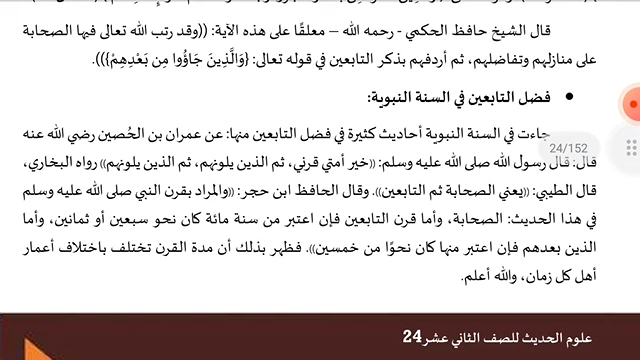 قال الشيخ حافظ الحكمي - رحمه الله – معلقًا على هذه الآية: ((وقد رتب الله تعالى فيها الصحابة
على منازلهم وتفاضلهم، ثم أردفهم بذكر التابعين في قوله تعالى: {وَالَّذِينَ جَاؤُوا مِن بَعْدِهِمْ})).
• فضل التابعين في السنة النبوية:
جاءت في السنة النبوية أحاديث كثيرة في فضل التابعين منها: عن عمران بن الحُصين رضي الله عنه
قال: قال رسول الله صلى الله عليه وسلم: «خير أمتي قرني، ثم الذين يلونهم، ثم الذين يلونهم» رواه البخاري،
قال الطيبي: «يعني الصحابة ثم التابعين». وقال الحافظ ابن حجر: «والمراد بقرن النبي صلى الله عليه وسلم
في هذا الحديث: الصحابة، وأما قرن التابعين فإن اعتبر من سنة مائة كان نحو سبعين أو ثمانين، وأما
الذين بعدهم فإن اعتبر منها كان نحوًا من خمسين». فظهر بذلك أن مدة القرن تختلف باختلاف أعمار
أهل كل زمان، والله أعلم.
24/152
علوم الحديث للصف الثاني عشر24